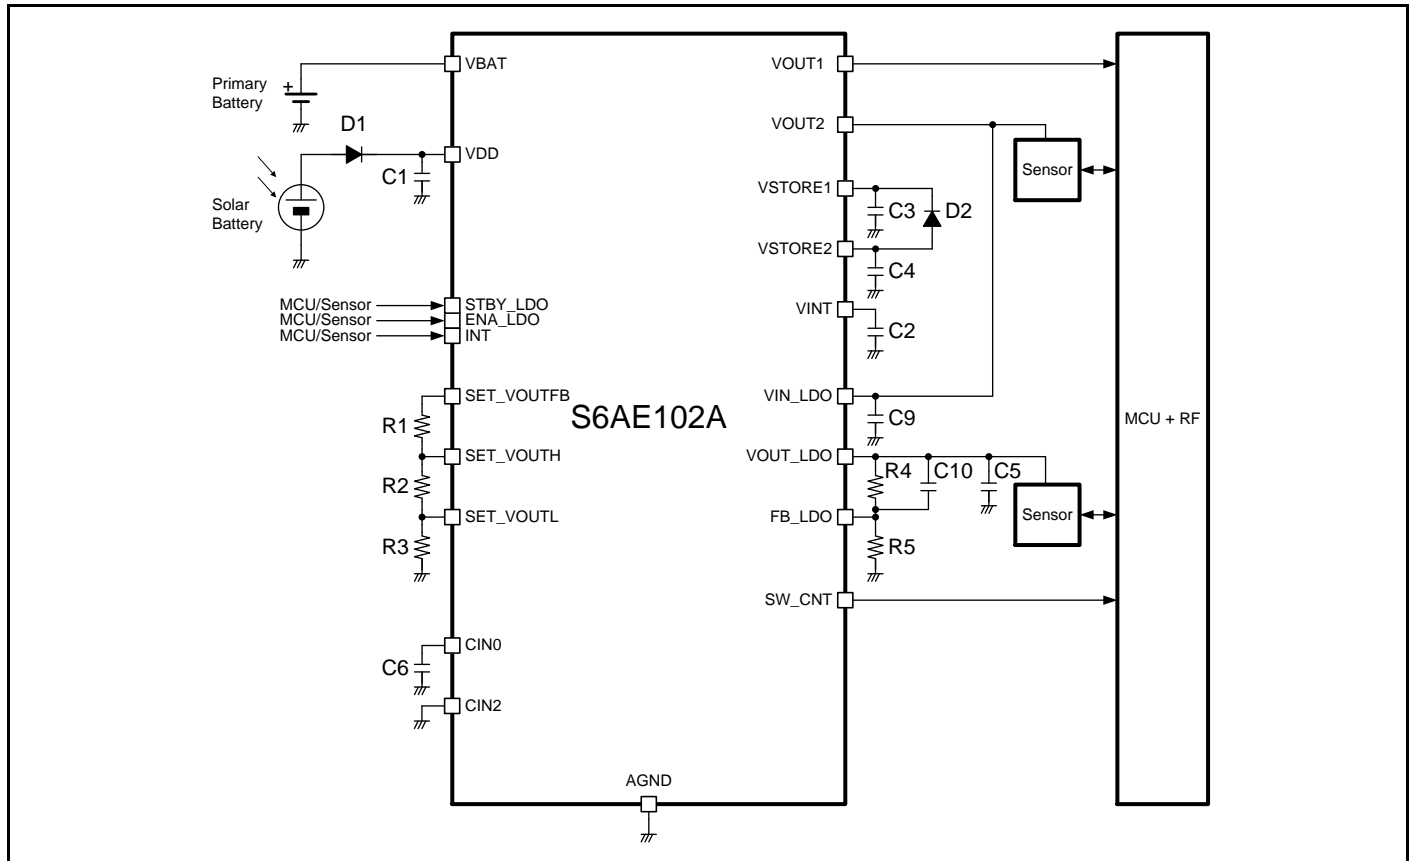 VBAT
VOUT1
Primary
Battery
+
D1
VOUT2
VDD
C1
Sensor
VSTORE1
Solar
Battery
C3
D2
VSTORE2
C4
MCU/Sensor
STBY_LDO
MCU/Sensor
ENA_LDO
MCU/Sensor
INT
VINT
C2
SET_VOUTFB
VIN_LDO
S6AE102A
C9
R1
MCU + RF
SET_VOUTH
VOUT_LDO
R4
C10
C5
R2
SET_VOUTL
FB_LDO
Sensor
R3
R5
SW_CNT
CIN0
C6
CIN2
AGND